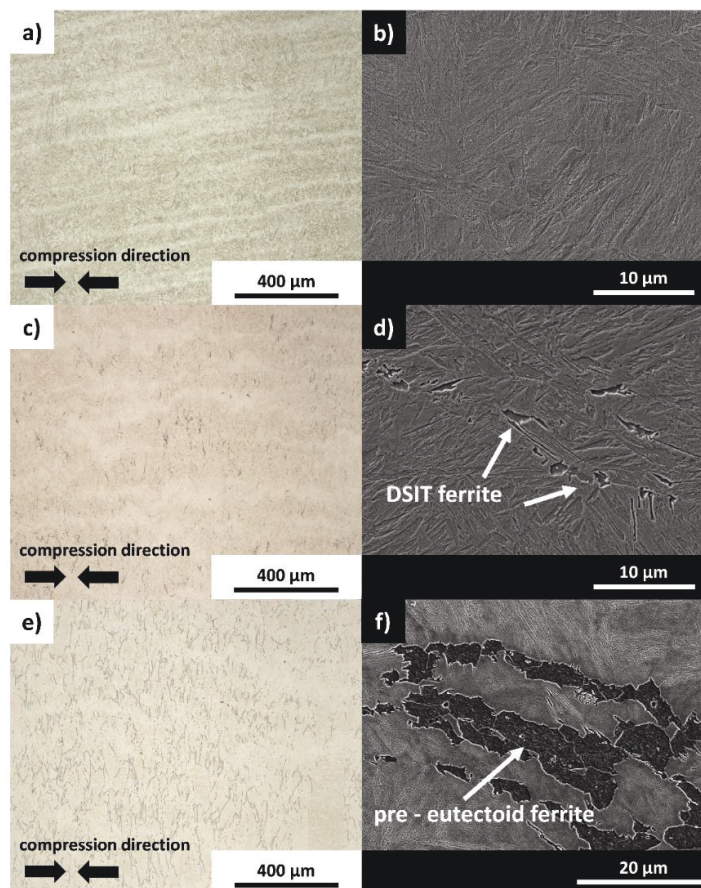 a)
b)
compression direction
400 µm
10 µm
c)
d)
DSIT ferrite
compression direction
400 µm
10 µm
e)
f)
pre - eutectoid ferrite
compression direction
400 µm
20 µm